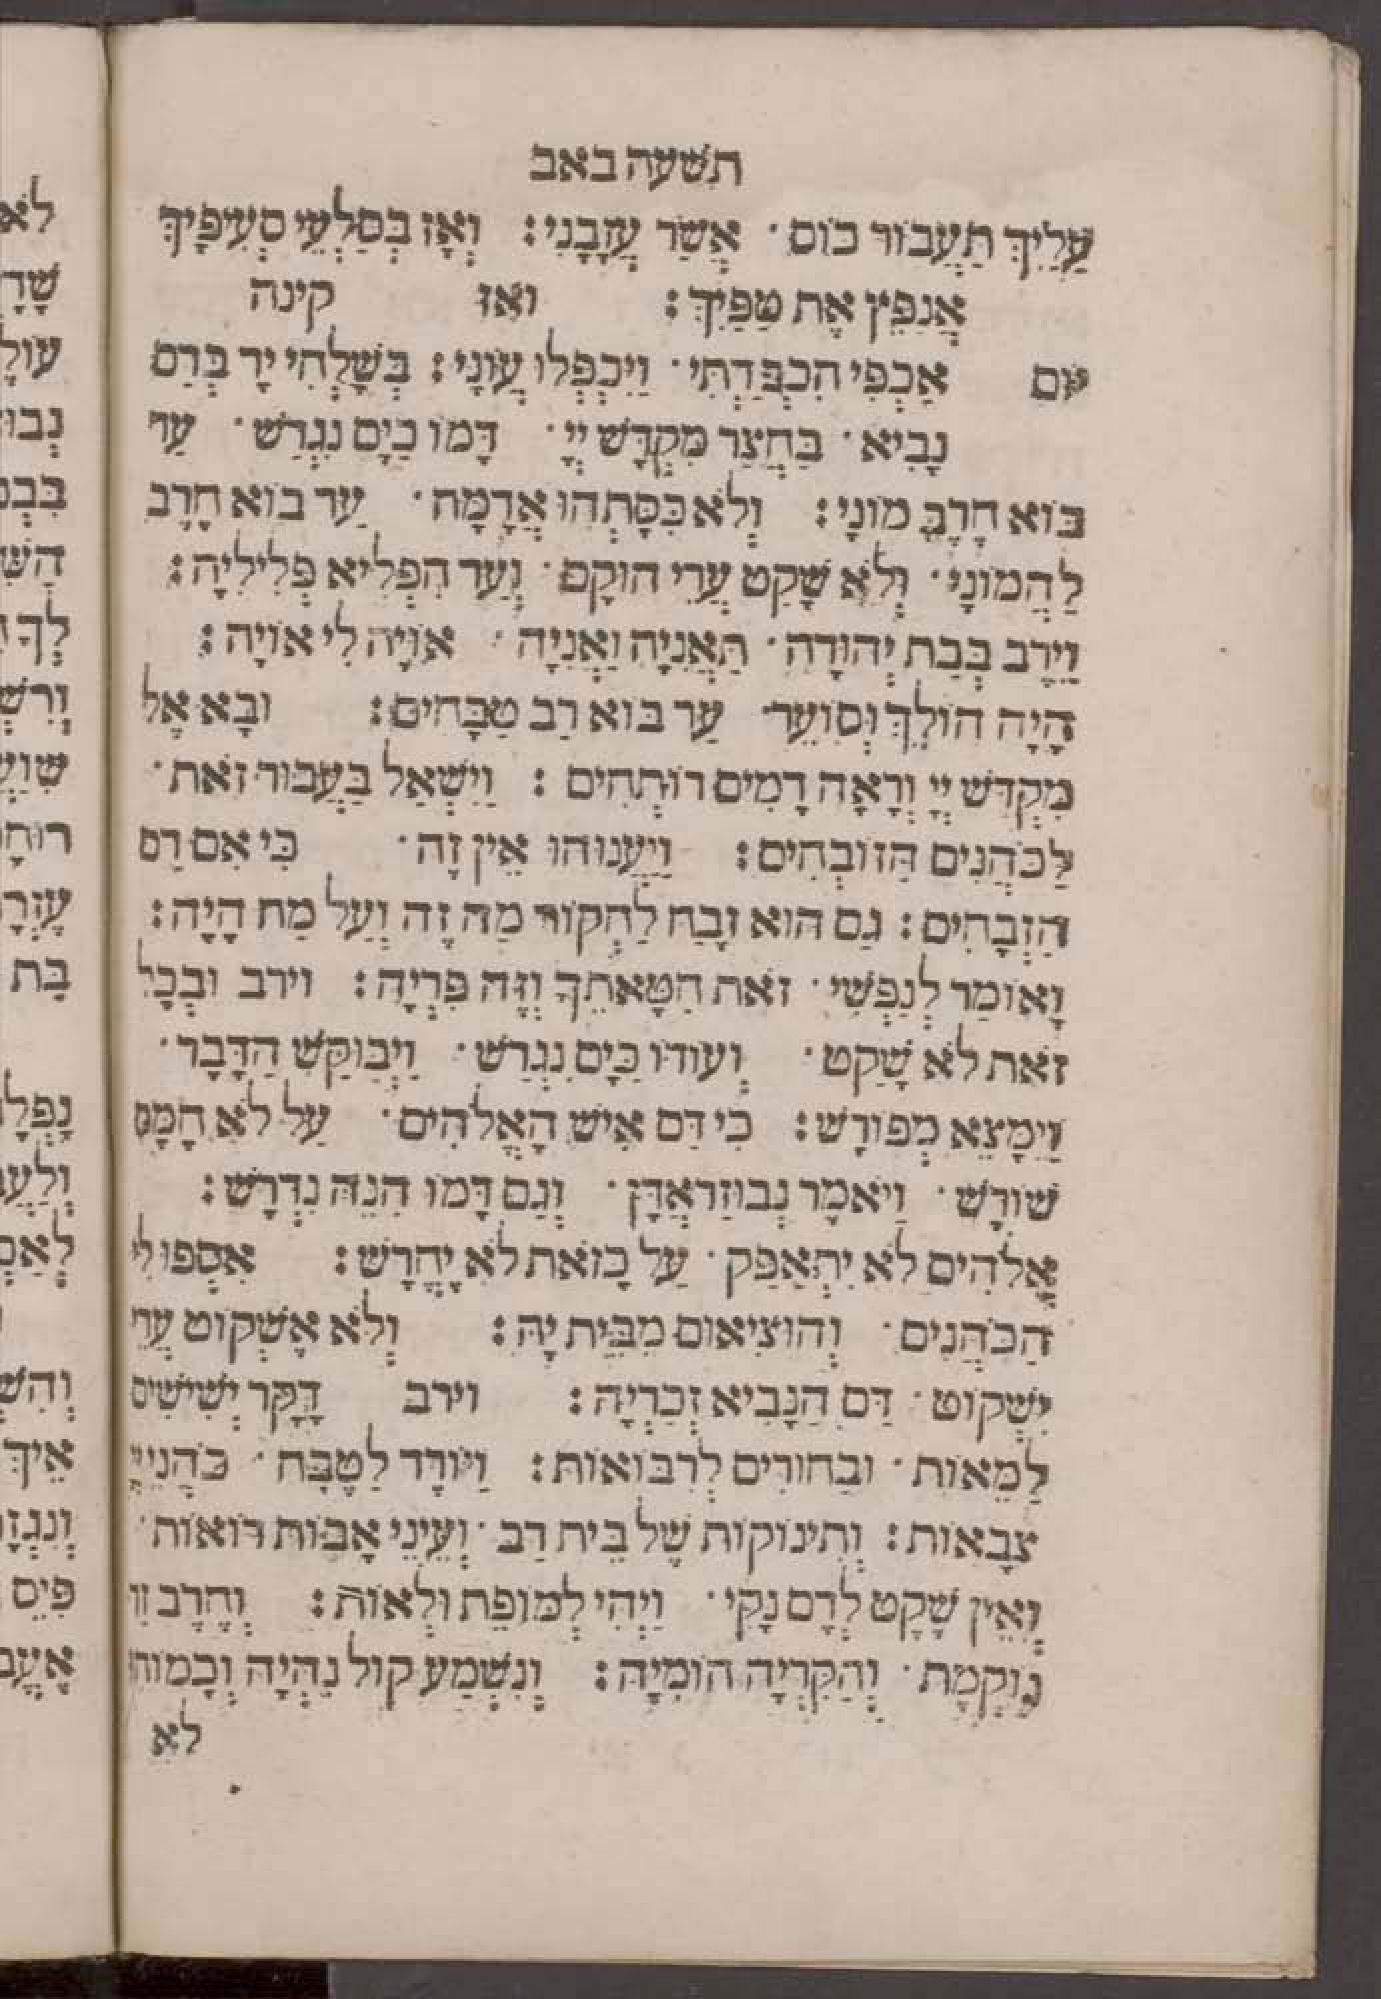 תשעה באב
עָלַיִךְ תַעֲבוֹר כּוֹס· אֲשֶׁר עֲזָבָנִי: וְאָז בְּסַלְעֵי סְעִיפָיִךְ
אֲנַפֵּץ אֶת טַפַּיִךְ: ואז קינה
אִם אַכְפִּי הִכְבַּדְתִּי· וַיִכְפְּלוּ עֲוֹנָי: בְּשָׁלְחִי יָד בְּדַם
נָבִיא· בַּחֲצַר מִקְדָשׁ יְיָ· דָּמוֹ כַיָם נִגְרַשׁ· עַד
בּוֹא חֶרֶב מוֹנָי: וְלֹא כִּסָּתְהוּ אֲדָמָה· עַד בוֹא חֶרֶב
לַהֲמוֹנָי· וְלֹא שָׁקַט עֲדֵי הוּקַם· וְעַד הִפְלִיא פְלִילִיָה:
וַיֶרֶב בְּבַת יְהוּדָה· תַּאֲנִיָה וַאֲנִיָה· אוֹיָה לִי אוֹיָה:
הָיָה הוֹלֵךְ וְסוֹעֵר· עַד בּוֹא רַב טַבָּחִים: וּבָא אֶל
מִקְדַּשׁ יְיָ וְרָאָה דָמִים רוֹתְחִים: וַיִשְׁאַל בַּעֲבוּר זֹאת·
לַכֹּהֲנִים הַזּוֹבְחִים: וַיַעֲנוּהוּ אֵין זֶה· כִּי אִם דַם
הַזְּבָחִים: גַם הוּא זָבַח לַחְקוֹר מַה זֶה וְעַל מַה הָיָה:
וָאוֹמַר לְנַפְשִׁי· זֹאת חַטָּאתֵךְ וְזֶה פִּרְיָהּ: וירב וּבְכָל
זֹאת לֹא שָׁקַט· וְעוֹדוֹ כַּיָם נִגְרַשׁ· וַיְבוּקַּשׁ הַדָּבָר·
וַיִמָּצֵא מְפוֹרָשׁ: כִּי דַּם אִישׁ הָאֱלֹהִים· עַל לֹא חָמָס
שׁוֹרָשׁ· וַיֹאמֶר נְבוּזַרְאֲדָּן· וְגַם דָּמוֹ הִנֵּה נִדְרָשׁ:
אֱלֹהִים לֹא יִתְאַפַּק· עַל כָּזֹאת לֹא יַחֲרָשׁ: אִסְפוּ לִי
הַכֹּהֲנִים· וְהוֹצִיאוּם מִבֵּית יָהּ: וְלֹא אֶשְׁקוֹט עֲדֵי
יִשְׁקוֹט· דַּם הַנָּבִיא זְכַרְיָה: וירב דָּקַר יְשִׁישִׁים
לַמֵאוֹת· וּבַחוּרִים לְרִבּוֹאוֹת: וַיוֹרֶד לַטֶבַח· כֹּהֲנֵי יְיָ
צְבָאוֹת: וְתִינוֹקוֹת שֶׁל בֵּית רַב· וְעֵינֵי אָבוֹת רוֹאוֹת·
וְאֵין שָׁקֵט לְדַם נָקִי· וַיְהִי לְמוֹפֵת וּלְאוֹת: וְחֶרֶב זוֹ
נוֹקֶמֶת· וְהַקִּרְיָה הוֹמִיָה: וְנִשְׁמַע קוֹל נִהְיָה וְכָמוֹהָ
לא